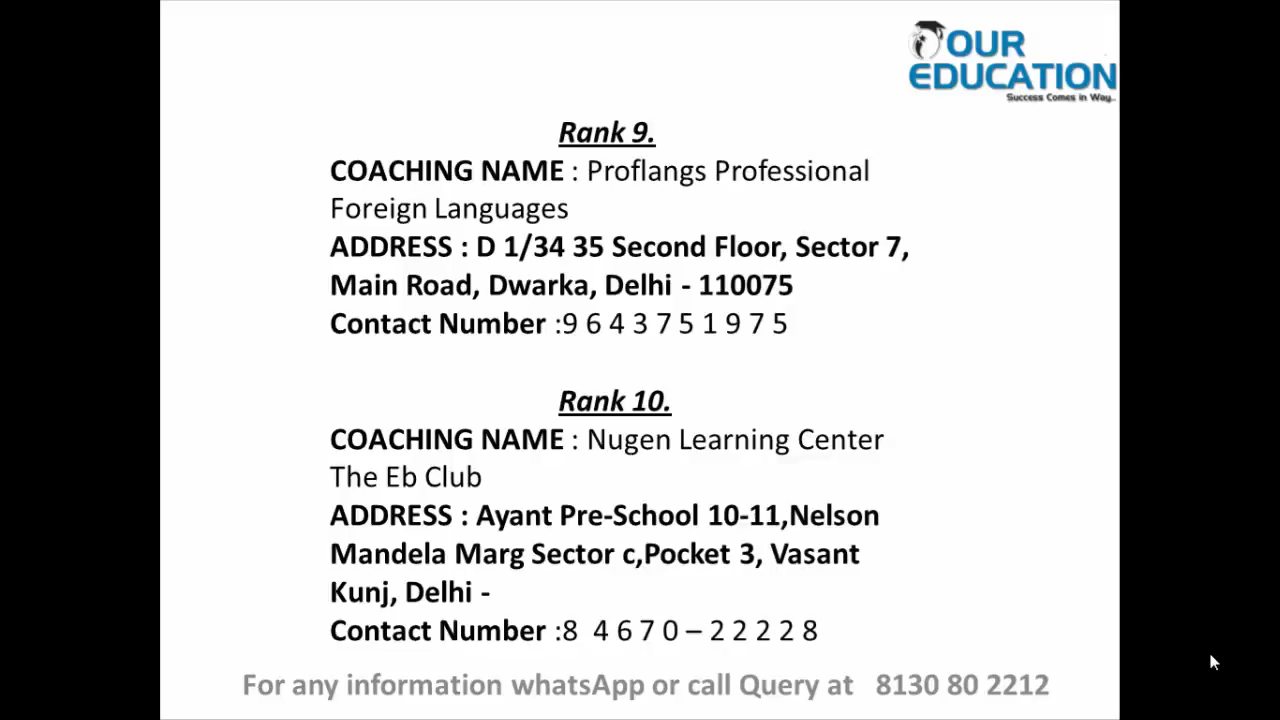 OUR
EDUCATION
Success Comes in Way..
Rank 9.
COACHING NAME : Proflangs Professional
Foreign Languages
ADDRESS : D 1/34 35 Second Floor, Sector 7,
Main Road, Dwarka, Delhi - 110075
Contact Number :9 6 4 3 7 5 1 9 7 5
Rank 10.
COACHING NAME : Nugen Learning Center
The Eb Club
ADDRESS : Ayant Pre-School 10-11,Nelson
Mandela Marg Sector c,Pocket 3, Vasant
Kunj, Delhi -
Contact Number :8  4 6 7 0 – 2 2 2 2 8
For any information whatsApp or call Query at   8130 80 2212